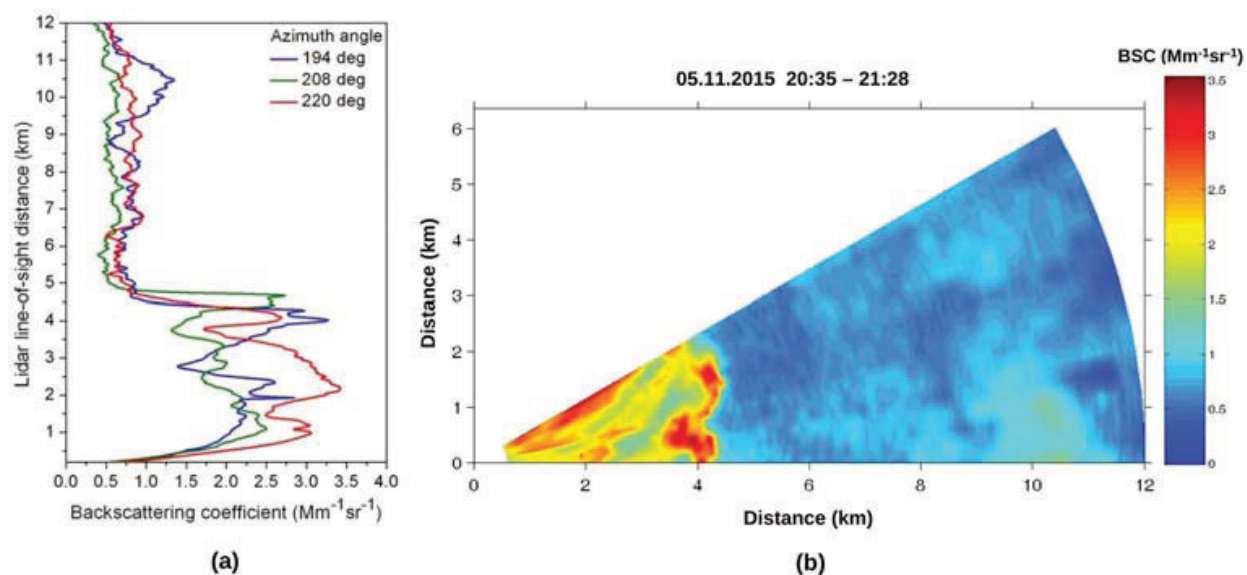 12
11
10
9
8
7
6
5
4
3
2
1
Lidar line-of-sight distance (km)
Azimuth angle
194 deg
208 deg
220 deg
0.0 0.5 1.0 1.5 2.0 2.5 3.0 3.5 4.0
Backscattering coefficient (Mm⁻¹sr⁻¹)
(a)
05.11.2015 20:35 – 21:28
BSC (Mm⁻¹sr⁻¹)
6
5
4
3
2
1
0
Distance (km)
0 2 4 6 8 10 12
Distance (km)
3.5
3
2.5
2
1.5
1
0.5
0
(b)